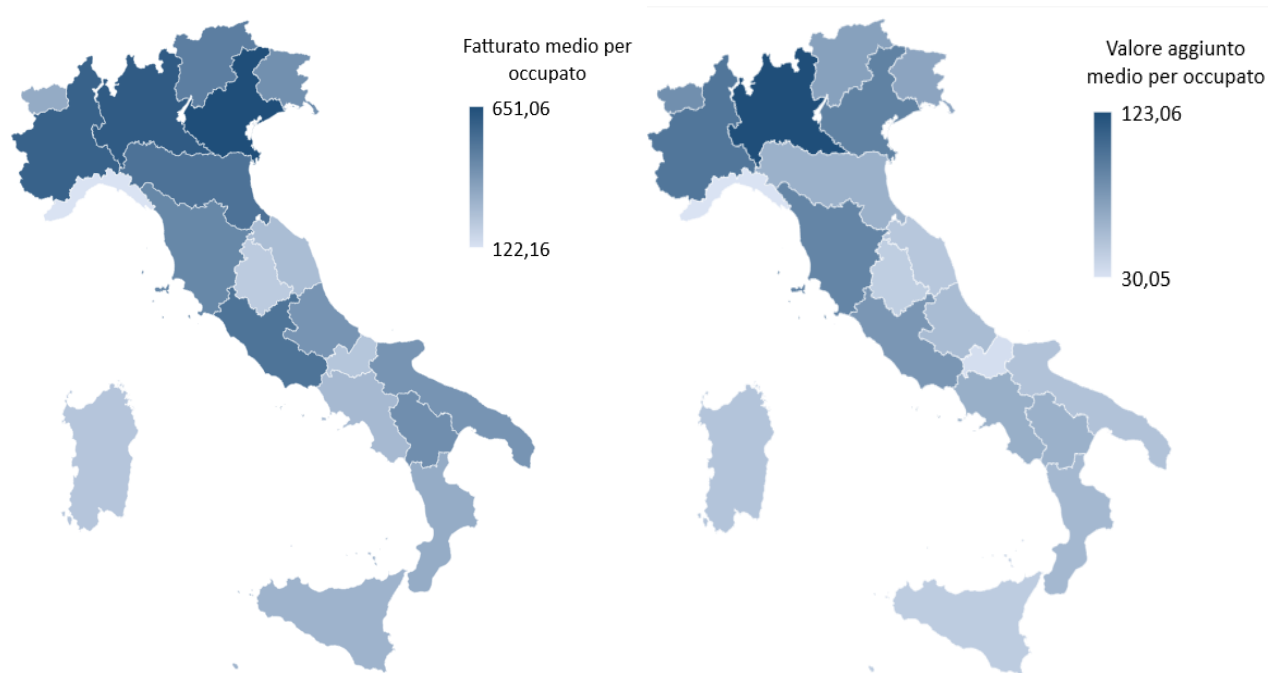 Fatturato medio per
occupato
651,06
122,16
Valore aggiunto
medio per occupato
123,06
30,05